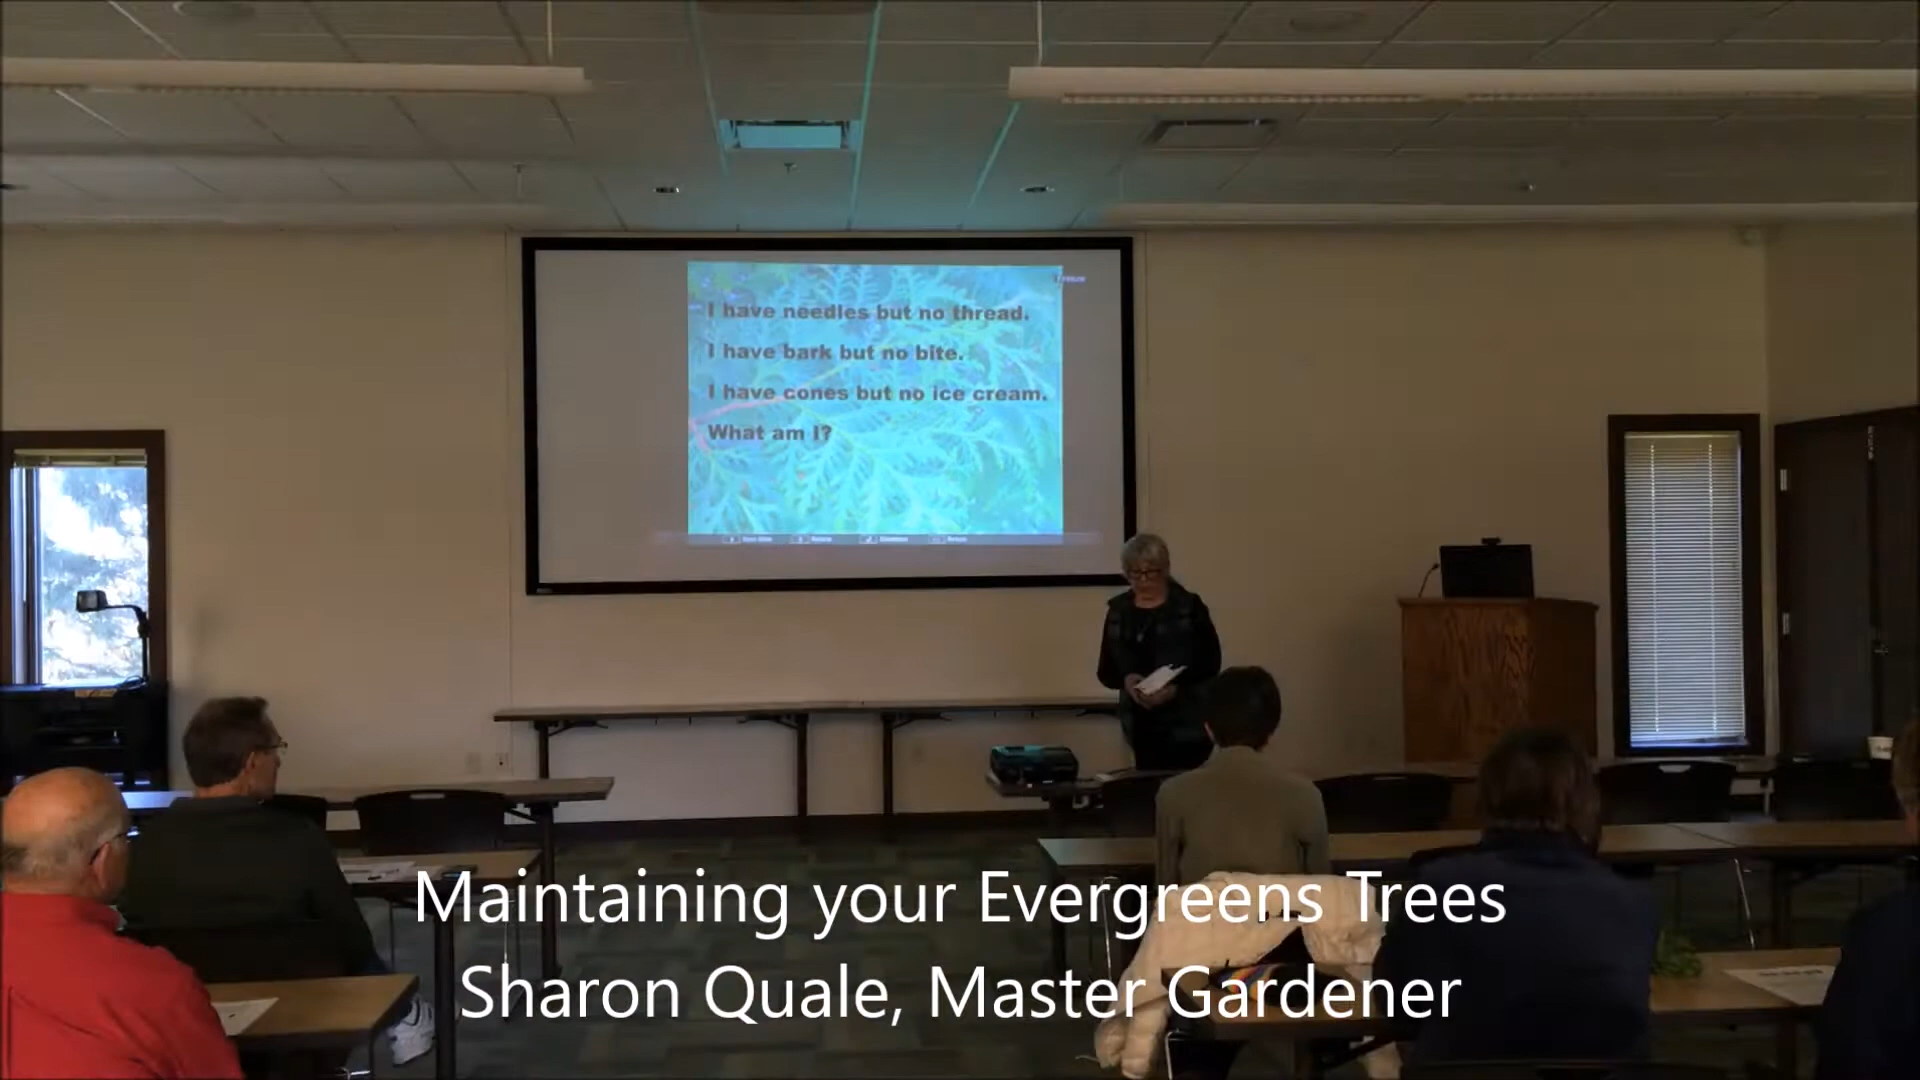 I have needles but no thread.
I have bark but no bite.
I have cones but no ice cream.
What am I?
Maintaining your Evergreens Trees
Sharon Quale, Master Gardener